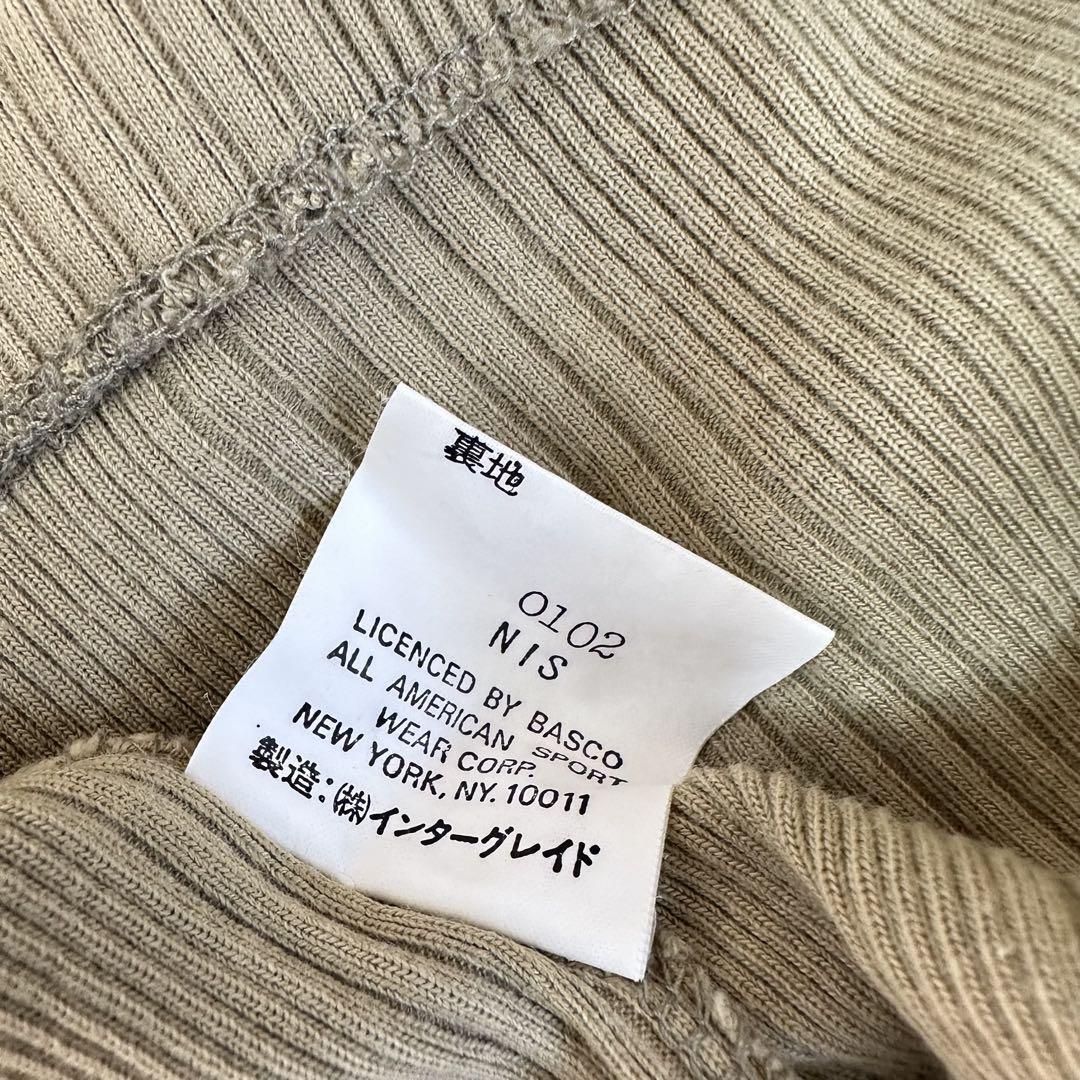 裏地
0102
NIS
LICENCED BY BASCO
ALL AMERICAN SPORT
WEAR CORP.
NEW YORK, NY. 10011
製造:(株)インターグレイド